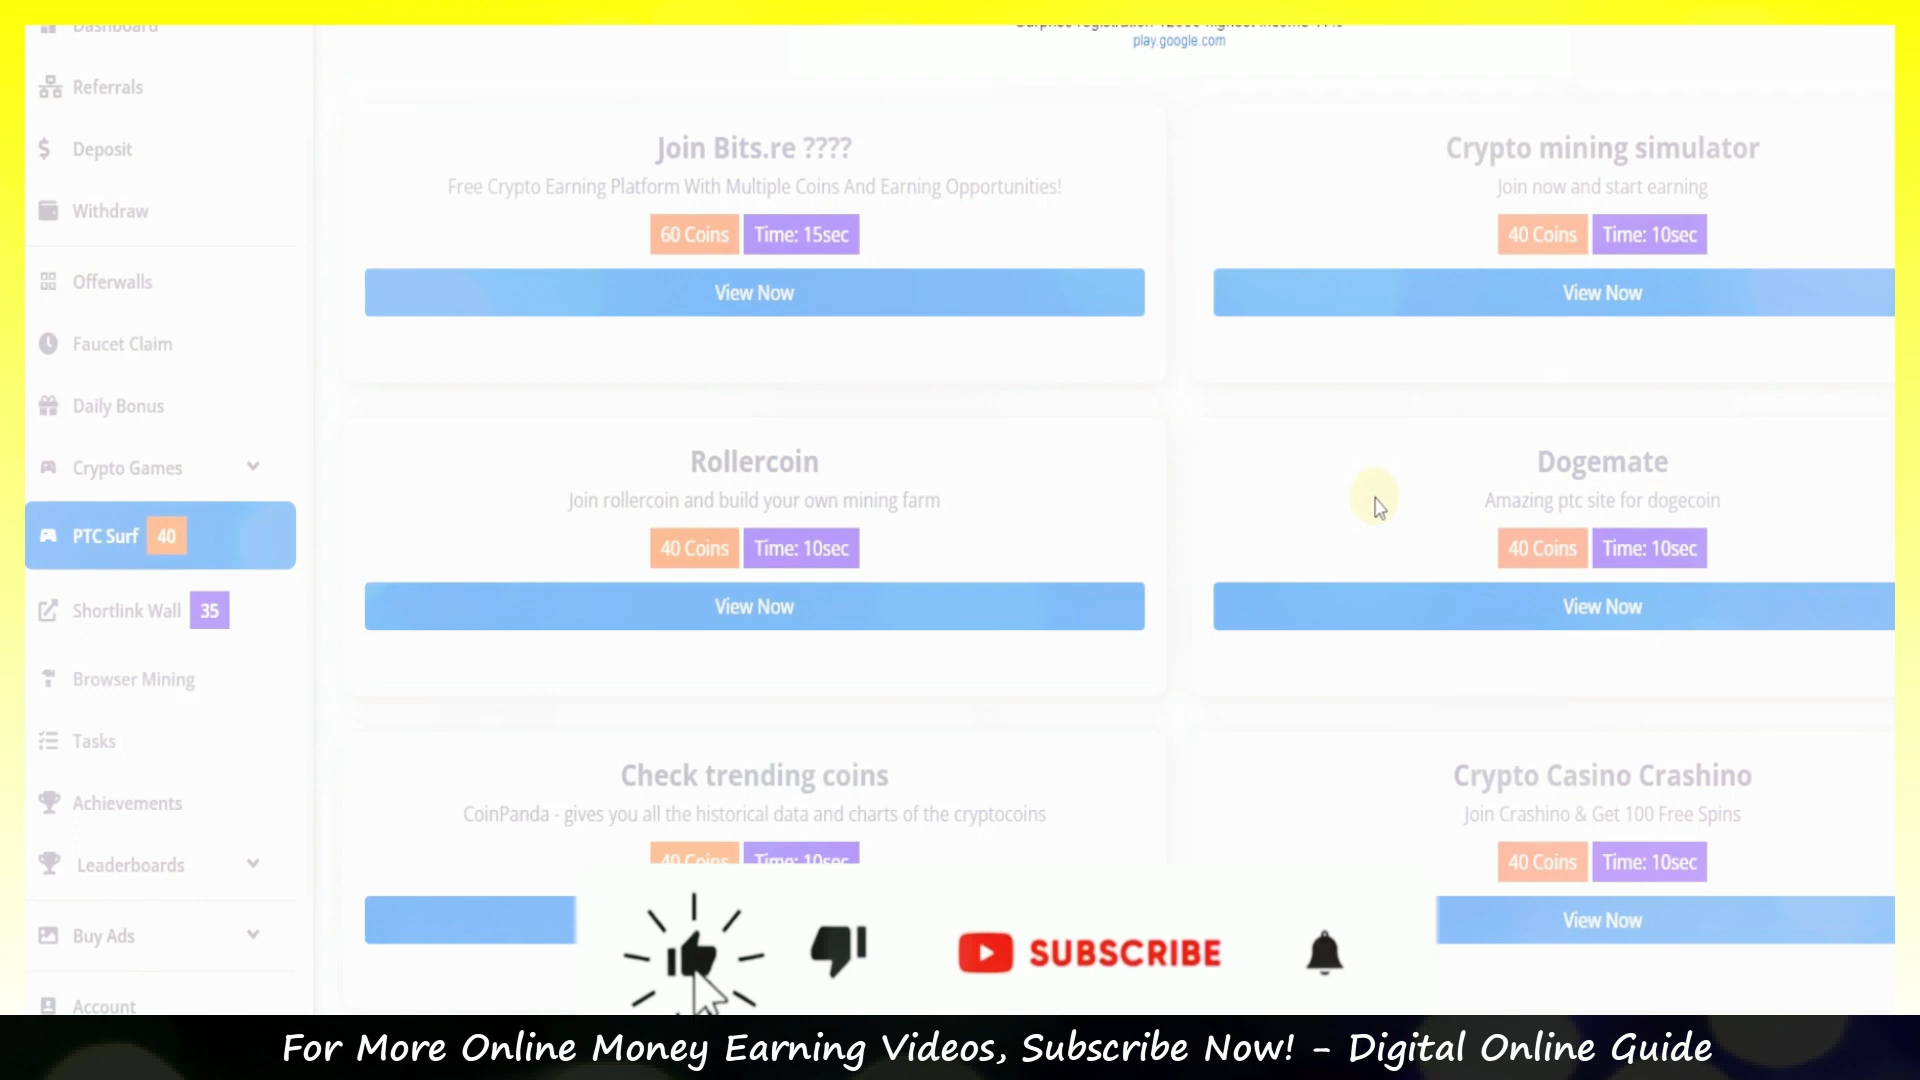 Dashboard
Referrals
Deposit
Withdraw
Offerwalls
Faucet Claim
Daily Bonus
Crypto Games
PTC Surf 40
Shortlink Wall 35
Browser Mining
Tasks
Achievements
Leaderboards
Buy Ads
Account
play.google.com
Join Bits.re ????
Free Crypto Earning Platform With Multiple Coins And Earning Opportunities!
60 Coins Time: 15sec
View Now
Crypto mining simulator
Join now and start earning
40 Coins Time: 10sec
View Now
Rollercoin
Join rollercoin and build your own mining farm
40 Coins Time: 10sec
View Now
Dogemate
Amazing ptc site for dogecoin
40 Coins Time: 10sec
View Now
Check trending coins
CoinPanda - gives you all the historical data and charts of the cryptocoins
40 Coins Time: 10sec
Crypto Casino Crashino
Join Crashino & Get 100 Free Spins
40 Coins Time: 10sec
View Now
SUBSCRIBE
For More Online Money Earning Videos, Subscribe Now! - Digital Online Guide